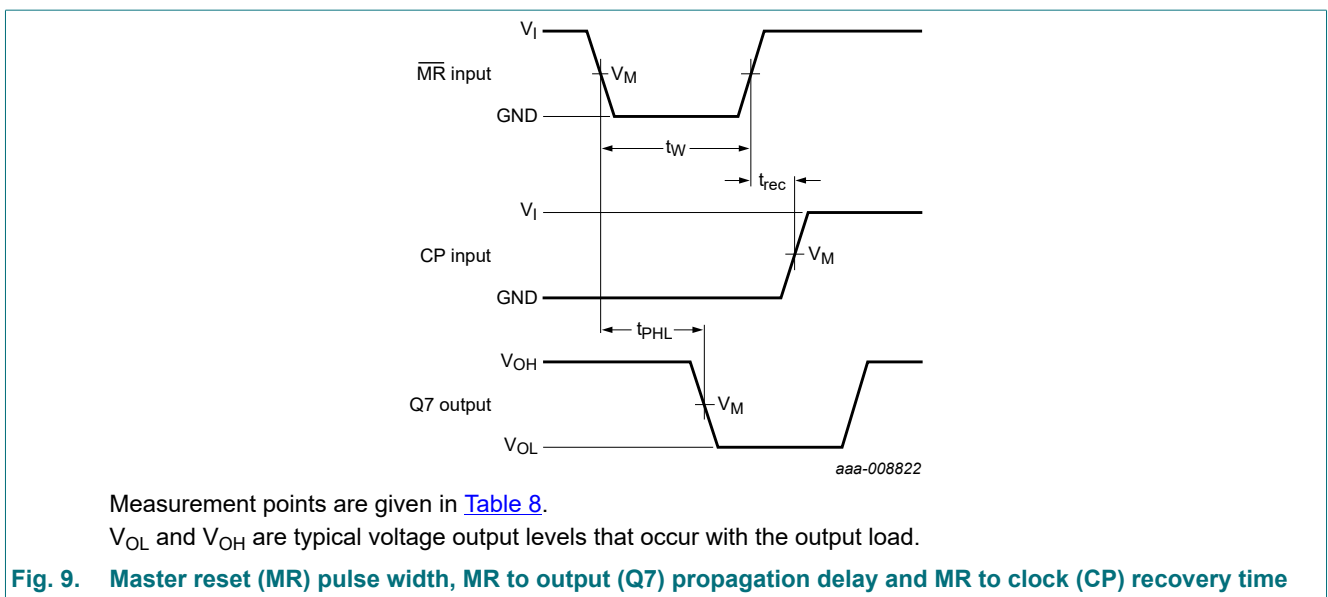 V_I
M̅R̅ input
V_M
GND
t_W
t_rec
V_I
CP input
V_M
GND
t_PHL
V_OH
Q7 output
V_M
V_OL
aaa-008822
Measurement points are given in Table 8.
V_OL and V_OH are typical voltage output levels that occur with the output load.
Fig. 9. Master reset (MR) pulse width, MR to output (Q7) propagation delay and MR to clock (CP) recovery time